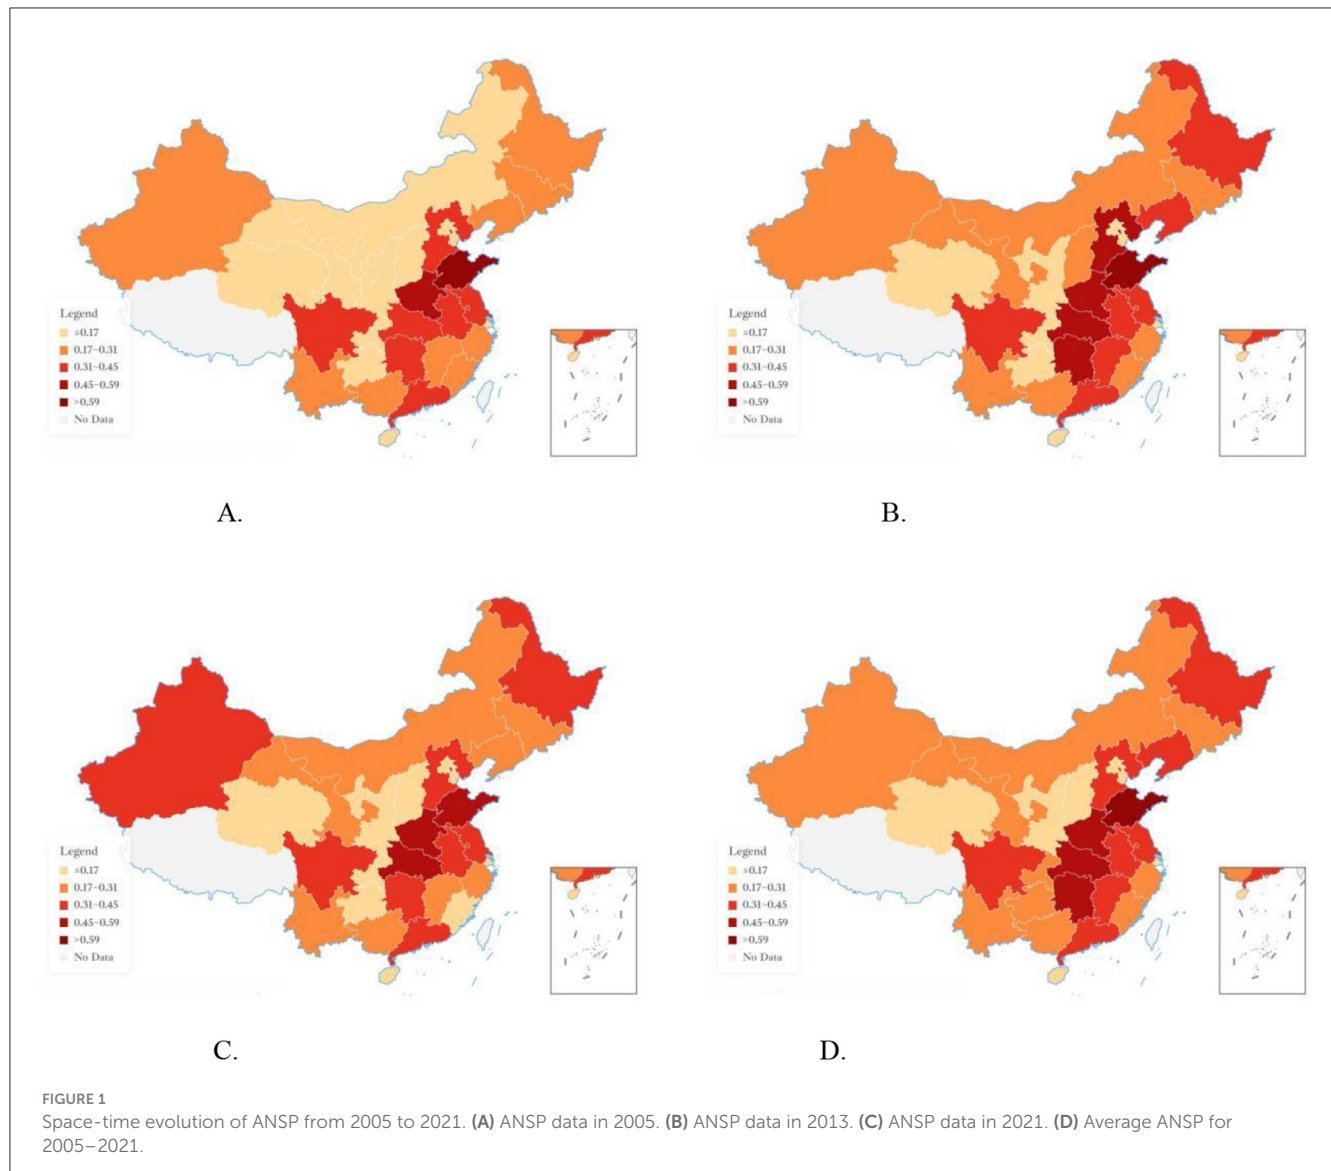 Legend
≤0.17
0.17~0.31
0.31~0.45
0.45~0.59
>0.59
No Data
A.
Legend
≤0.17
0.17~0.31
0.31~0.45
0.45~0.59
>0.59
No Data
B.
Legend
≤0.17
0.17~0.31
0.31~0.45
0.45~0.59
>0.59
No Data
C.
Legend
≤0.17
0.17~0.31
0.31~0.45
0.45~0.59
>0.59
No Data
D.
FIGURE 1
Space-time evolution of ANSP from 2005 to 2021. (A) ANSP data in 2005. (B) ANSP data in 2013. (C) ANSP data in 2021. (D) Average ANSP for
2005–2021.